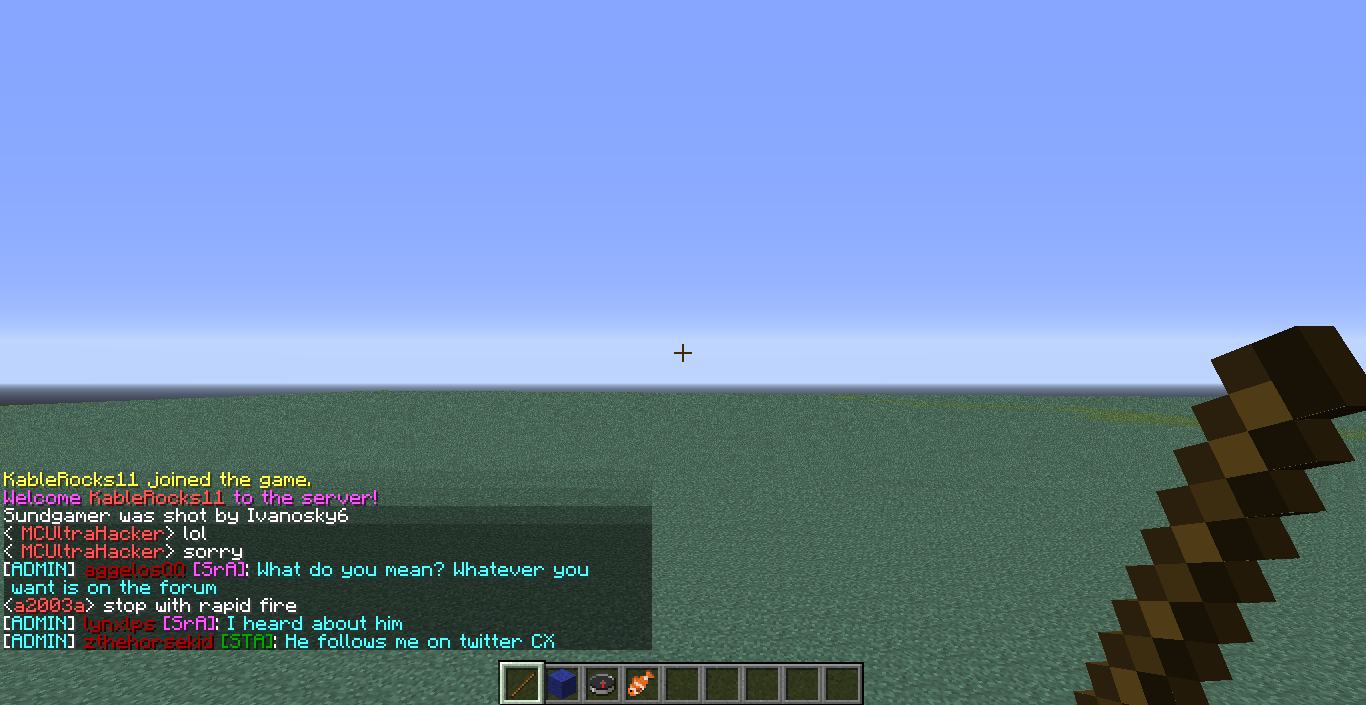 KableRocks11 joined the game.
Welcome KableRocks11 to the server!
Sundgamer was shot by Ivanosky6
< MCUltraHacker> lol
< MCUltraHacker> sorry
[ADMIN] aggelosQQ [SrA]: What do you mean? Whatever you
want is on the forum
<a2003a> stop with rapid fire
[ADMIN] lynxlps [SrA]: I heard about him
[ADMIN] zthehorsekid [STA]: He follows me on twitter CX